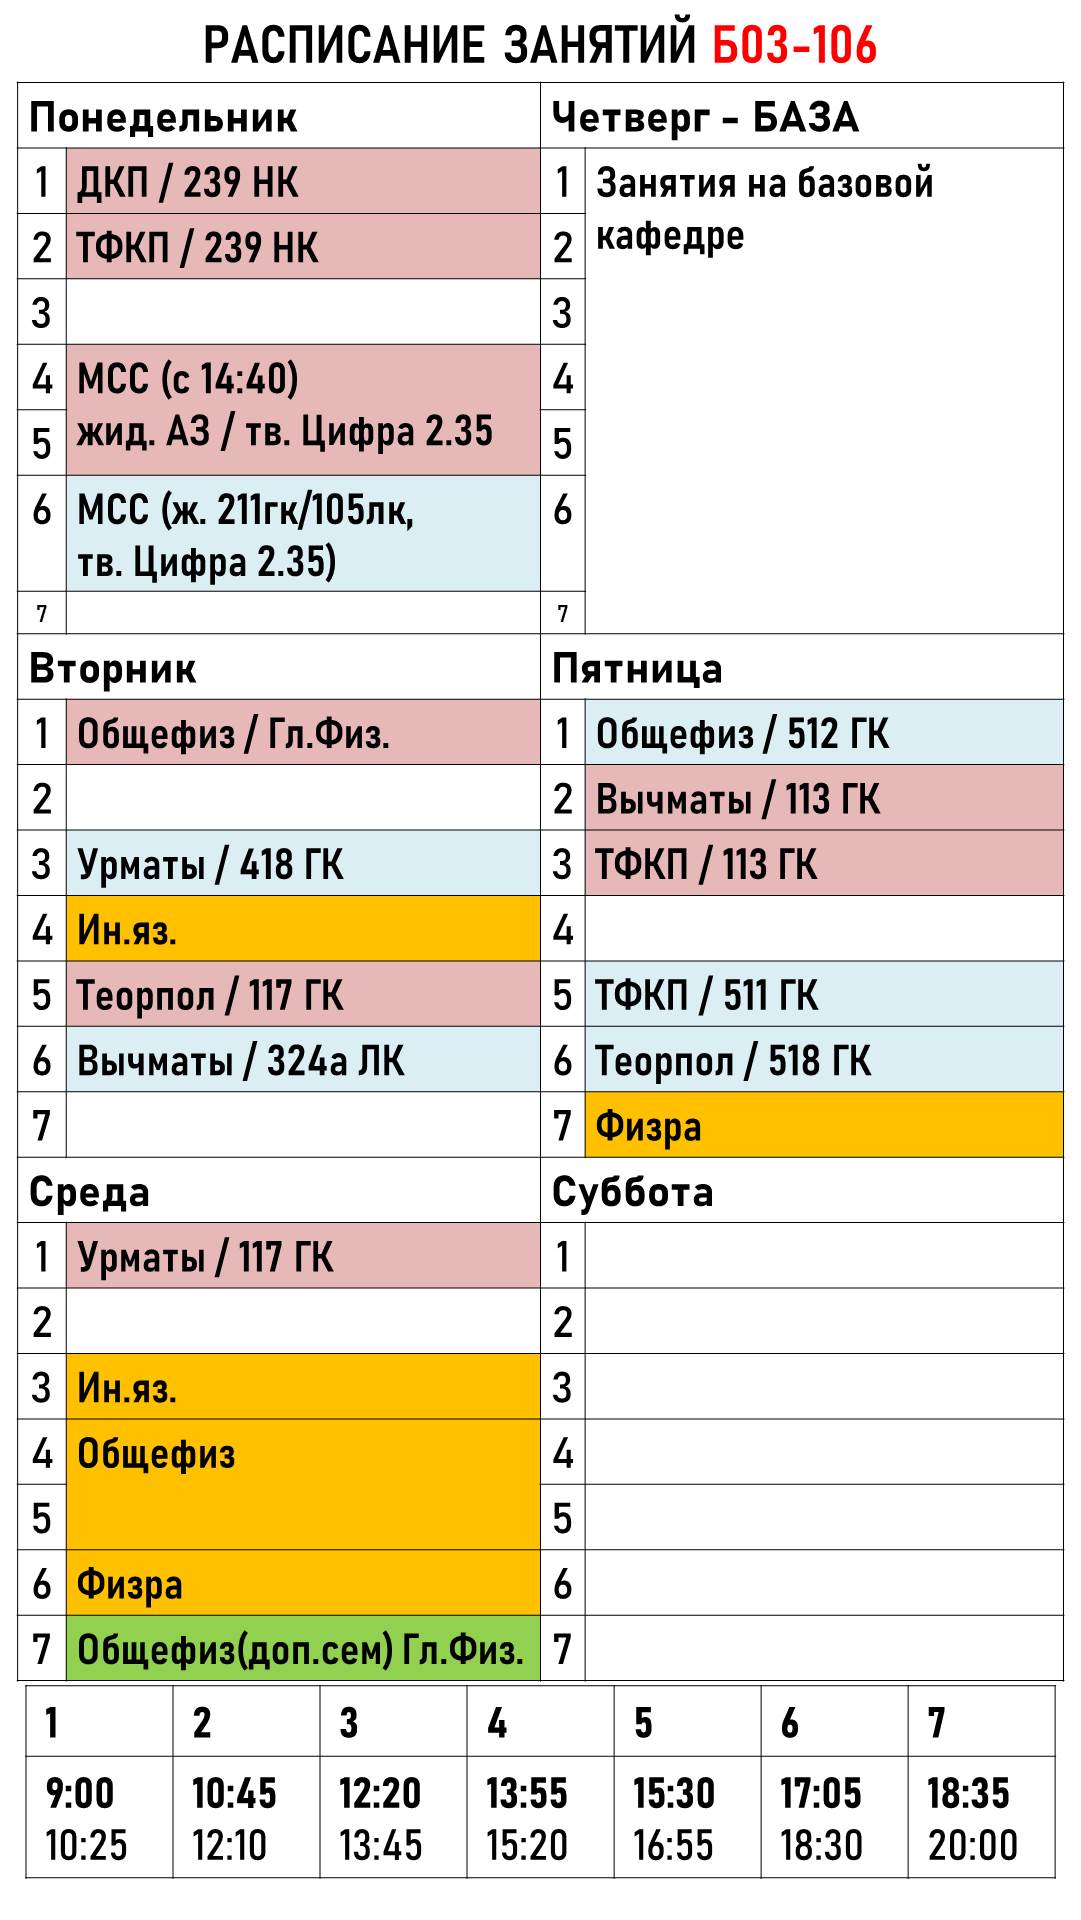 РАСПИСАНИЕ ЗАНЯТИЙ Б03-106
Понедельник
1 ДКП / 239 НК
2 ТФКП / 239 НК
3
4 МСС (с 14:40)
5 жид. АЗ / тв. Цифра 2.35
6 МСС (ж. 211гк/105лк,
тв. Цифра 2.35)
7
Четверг - БАЗА
1 Занятия на базовой
2 кафедре
3
4
5
6
7
Вторник
1 Общефиз / Гл.Физ.
2
3 Урматы / 418 ГК
4 Ин.яз.
5 Теорпол / 117 ГК
6 Вычматы / 324а ЛК
7
Пятница
1 Общефиз / 512 ГК
2 Вычматы / 113 ГК
3 ТФКП / 113 ГК
4
5 ТФКП / 511 ГК
6 Теорпол / 518 ГК
7 Физра
Среда
1 Урматы / 117 ГК
2
3 Ин.яз.
4 Общефиз
5
6 Физра
7 Общефиз(доп.сем) Гл.Физ.
Суббота
1
2
3
4
5
6
7
1 2 3 4 5 6 7
9:00 10:45 12:20 13:55 15:30 17:05 18:35
10:25 12:10 13:45 15:20 16:55 18:30 20:00